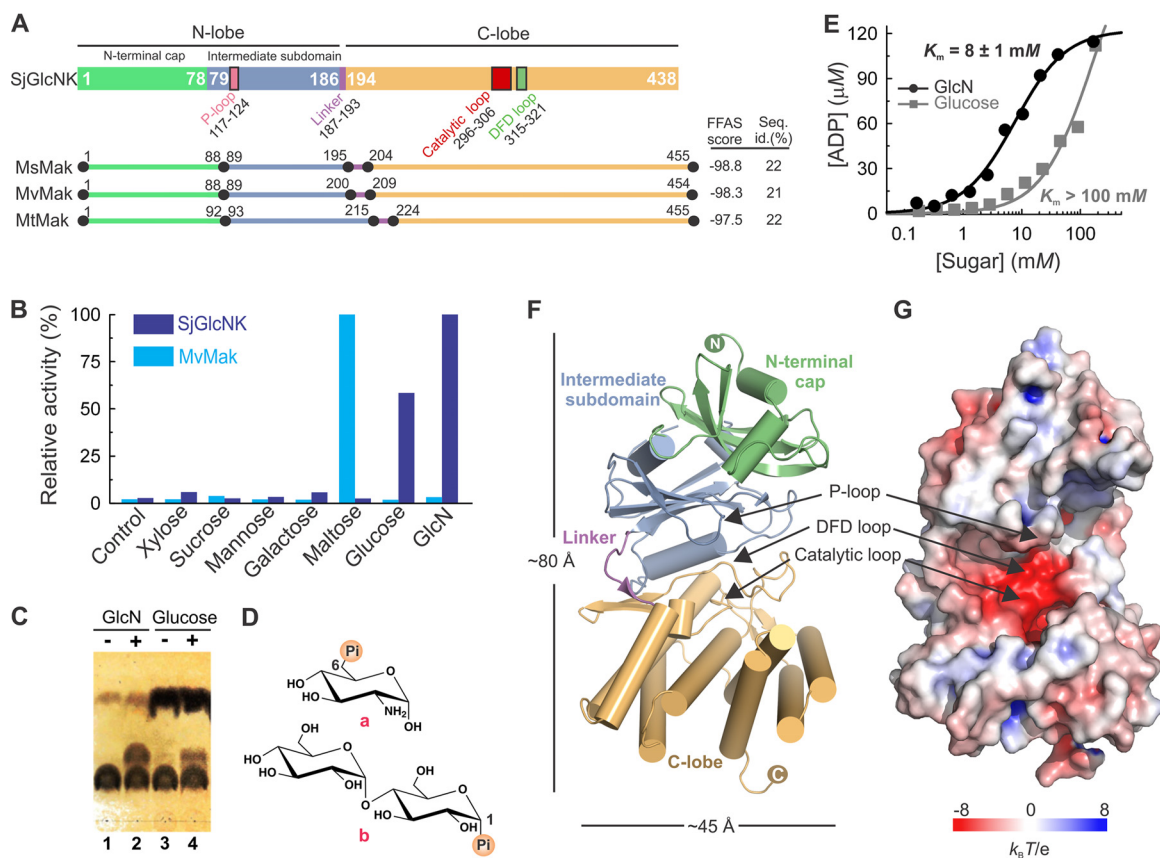 A
N-lobe
C-lobe
N-terminal cap
Intermediate subdomain
SjGlcNK
1
78
79
186
194
438
P-loop
117-124
Linker
187-193
Catalytic loop
296-306
DFD loop
315-321
FFAS score
Seq. id.(%)
MsMak
1
88
89
195
204
455
-98.8
22
MvMak
1
88
89
200
209
454
-98.3
21
MtMak
1
92
93
215
224
455
-97.5
22
B
Relative activity (%)
100
75
50
25
0
SjGlcNK
MvMak
Control
Xylose
Sucrose
Mannose
Galactose
Maltose
Glucose
GlcN
C
GlcN
Glucose
- + - +
1 2 3 4
D
Pi
6
O
HO
HO
NH2
OH
a
OH
O
HO
HO
OH
O
OH
O
HO
OH
1
Pi
b
E
[ADP] (µM)
120
90
60
30
0
Km = 8 ± 1 mM
GlcN
Glucose
Km > 100 mM
0.1
1
10
100
[Sugar] (mM)
F
N
N-terminal cap
Intermediate subdomain
P-loop
DFD loop
Catalytic loop
Linker
~80 Å
C-lobe
C
~45 Å
G
-8
0
8
kBT/e